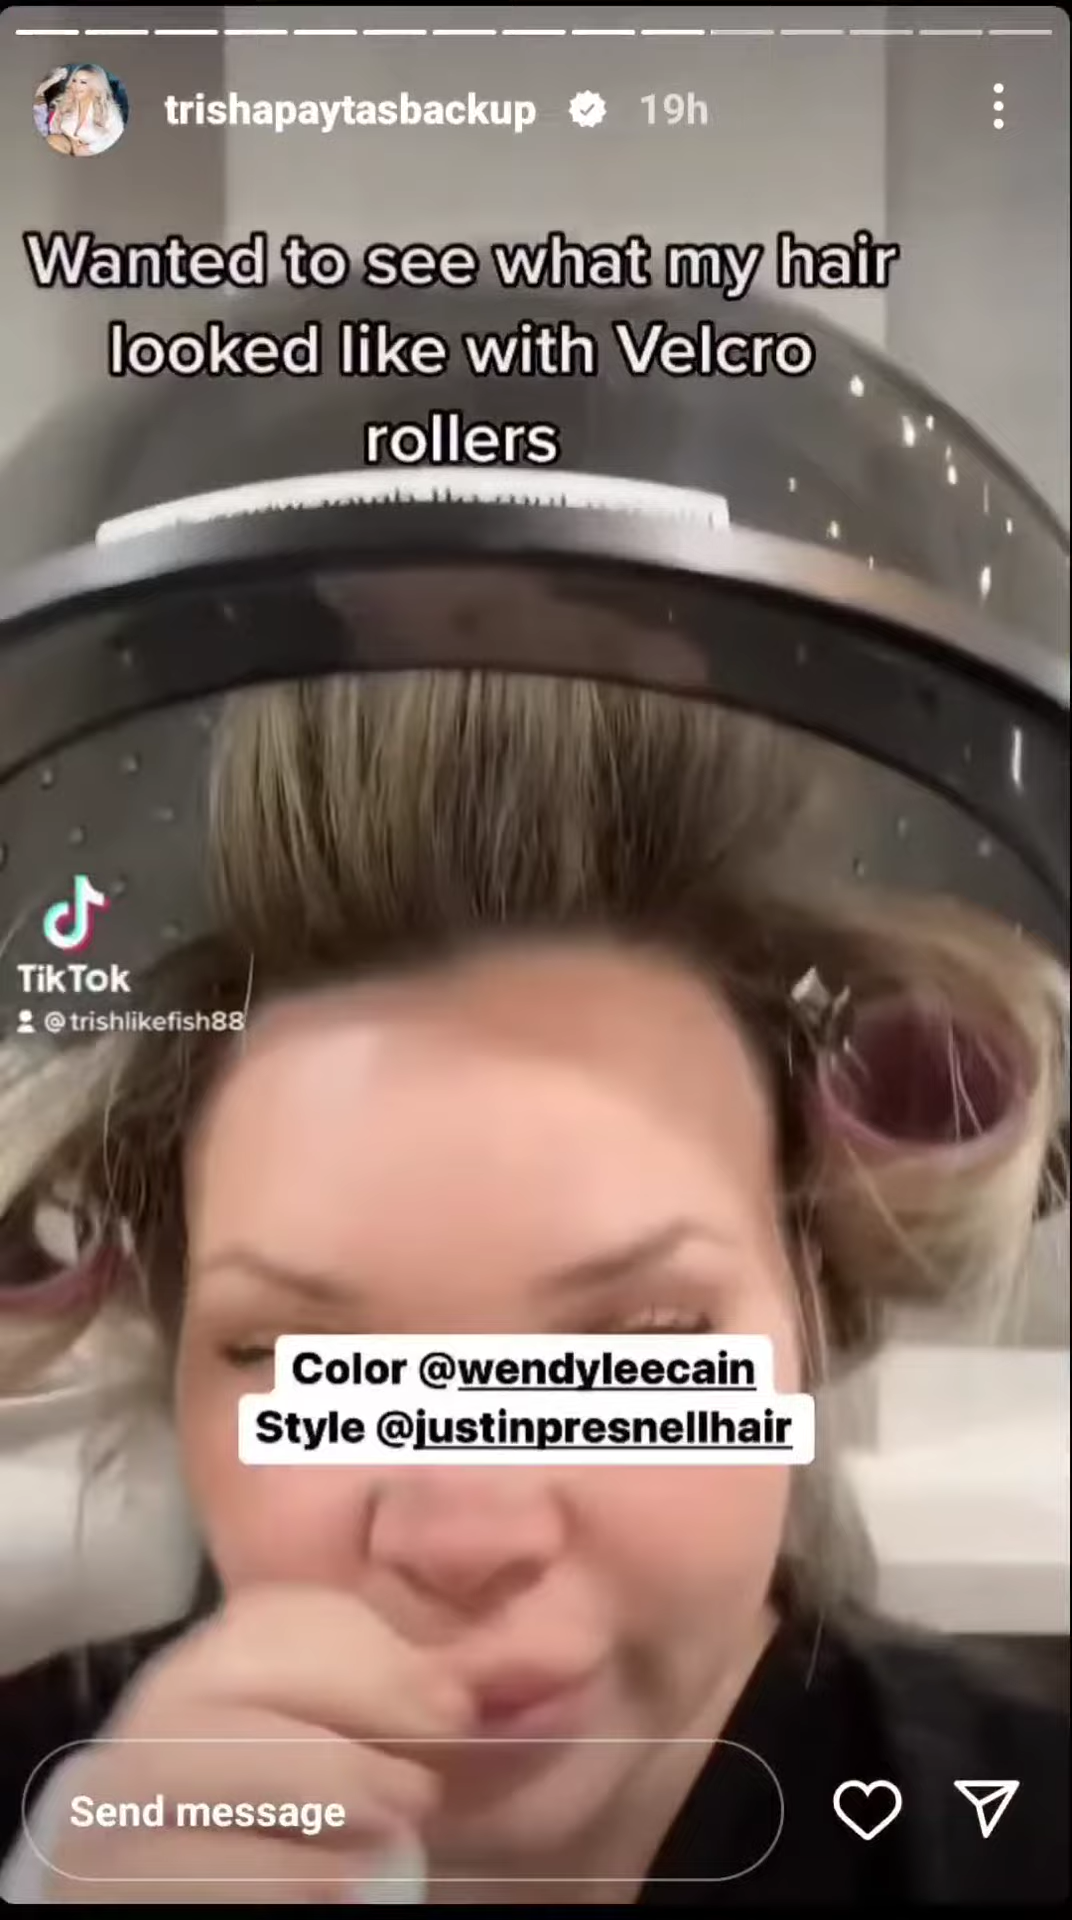 trishapaytasbackup 19h
Wanted to see what my hair
looked like with Velcro
rollers
TikTok
@trishlikefish88
Color @wendyleecain
Style @justinpresnellhair
Send message